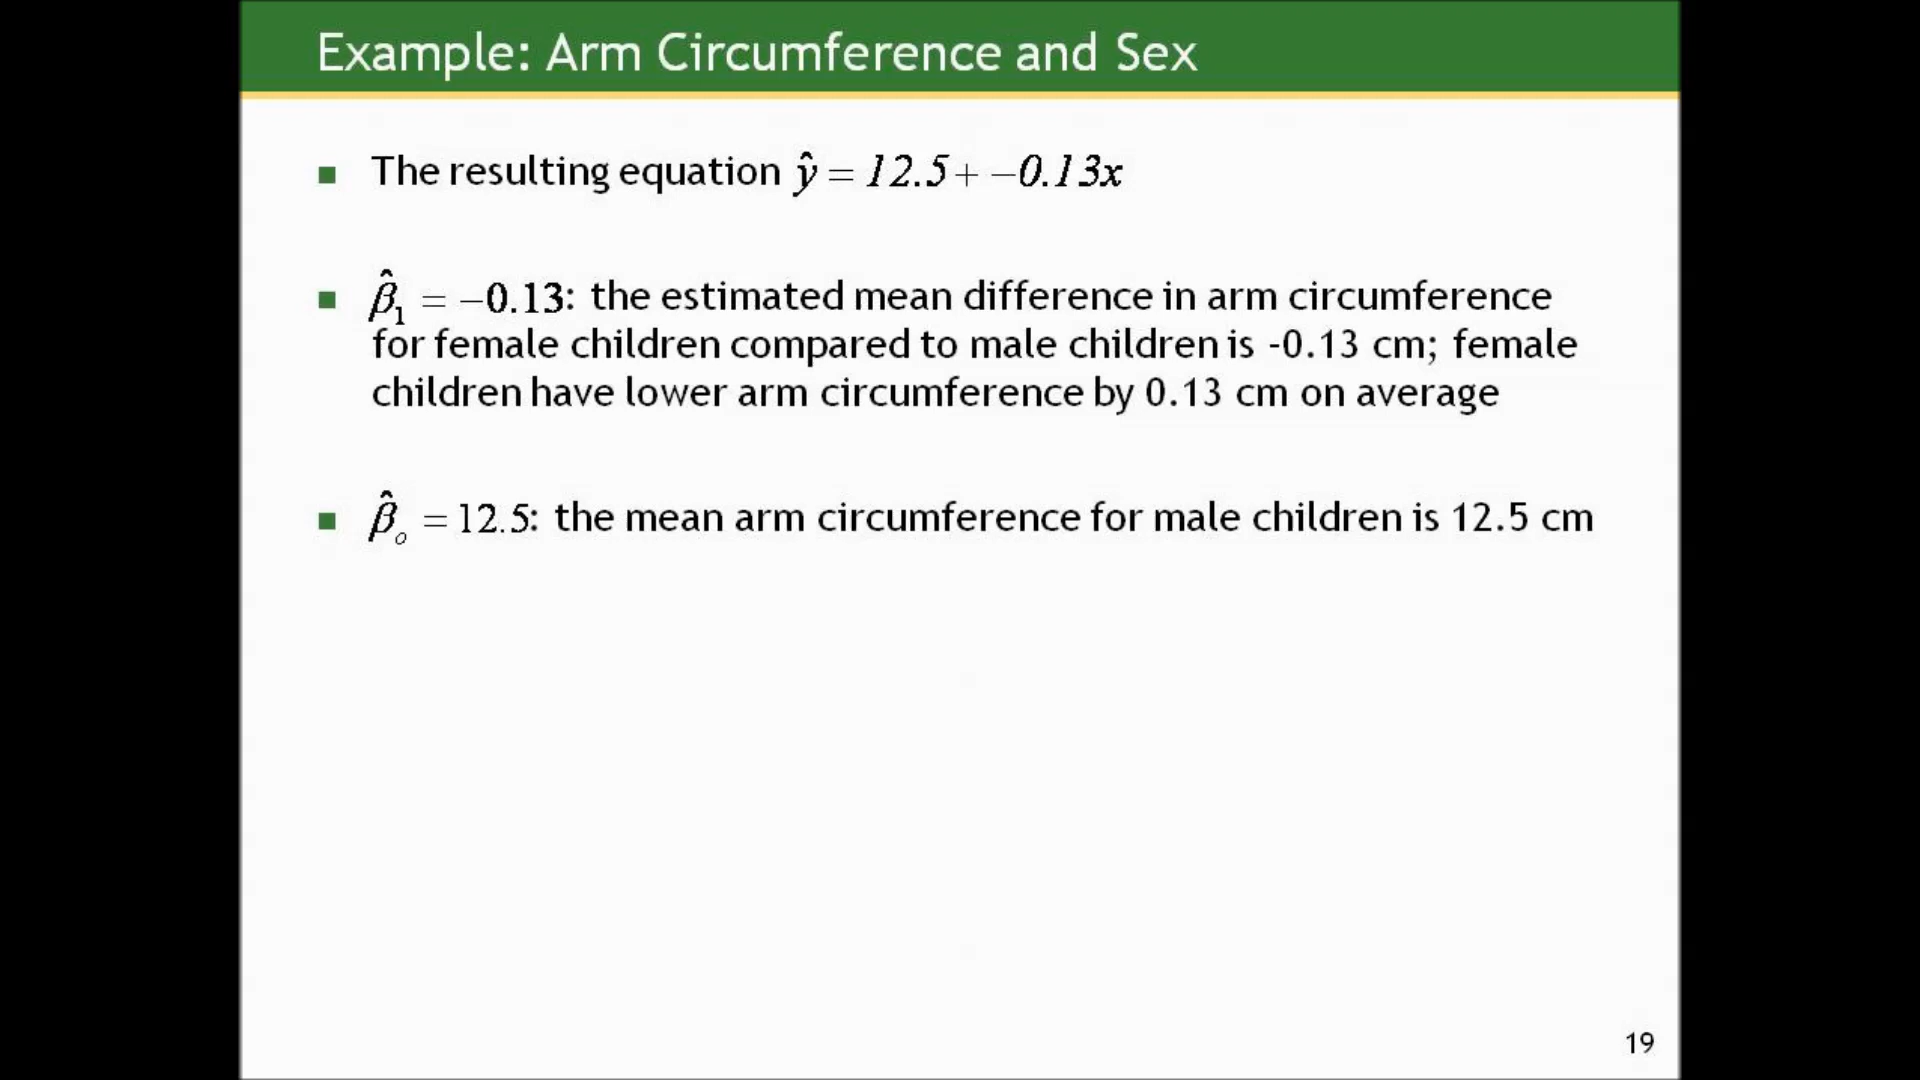 Example: Arm Circumference and Sex
■ The resulting equation ŷ = 12.5 + −0.13x
■ β̂₁ = −0.13: the estimated mean difference in arm circumference
for female children compared to male children is -0.13 cm; female
children have lower arm circumference by 0.13 cm on average
■ β̂ₒ = 12.5: the mean arm circumference for male children is 12.5 cm
19